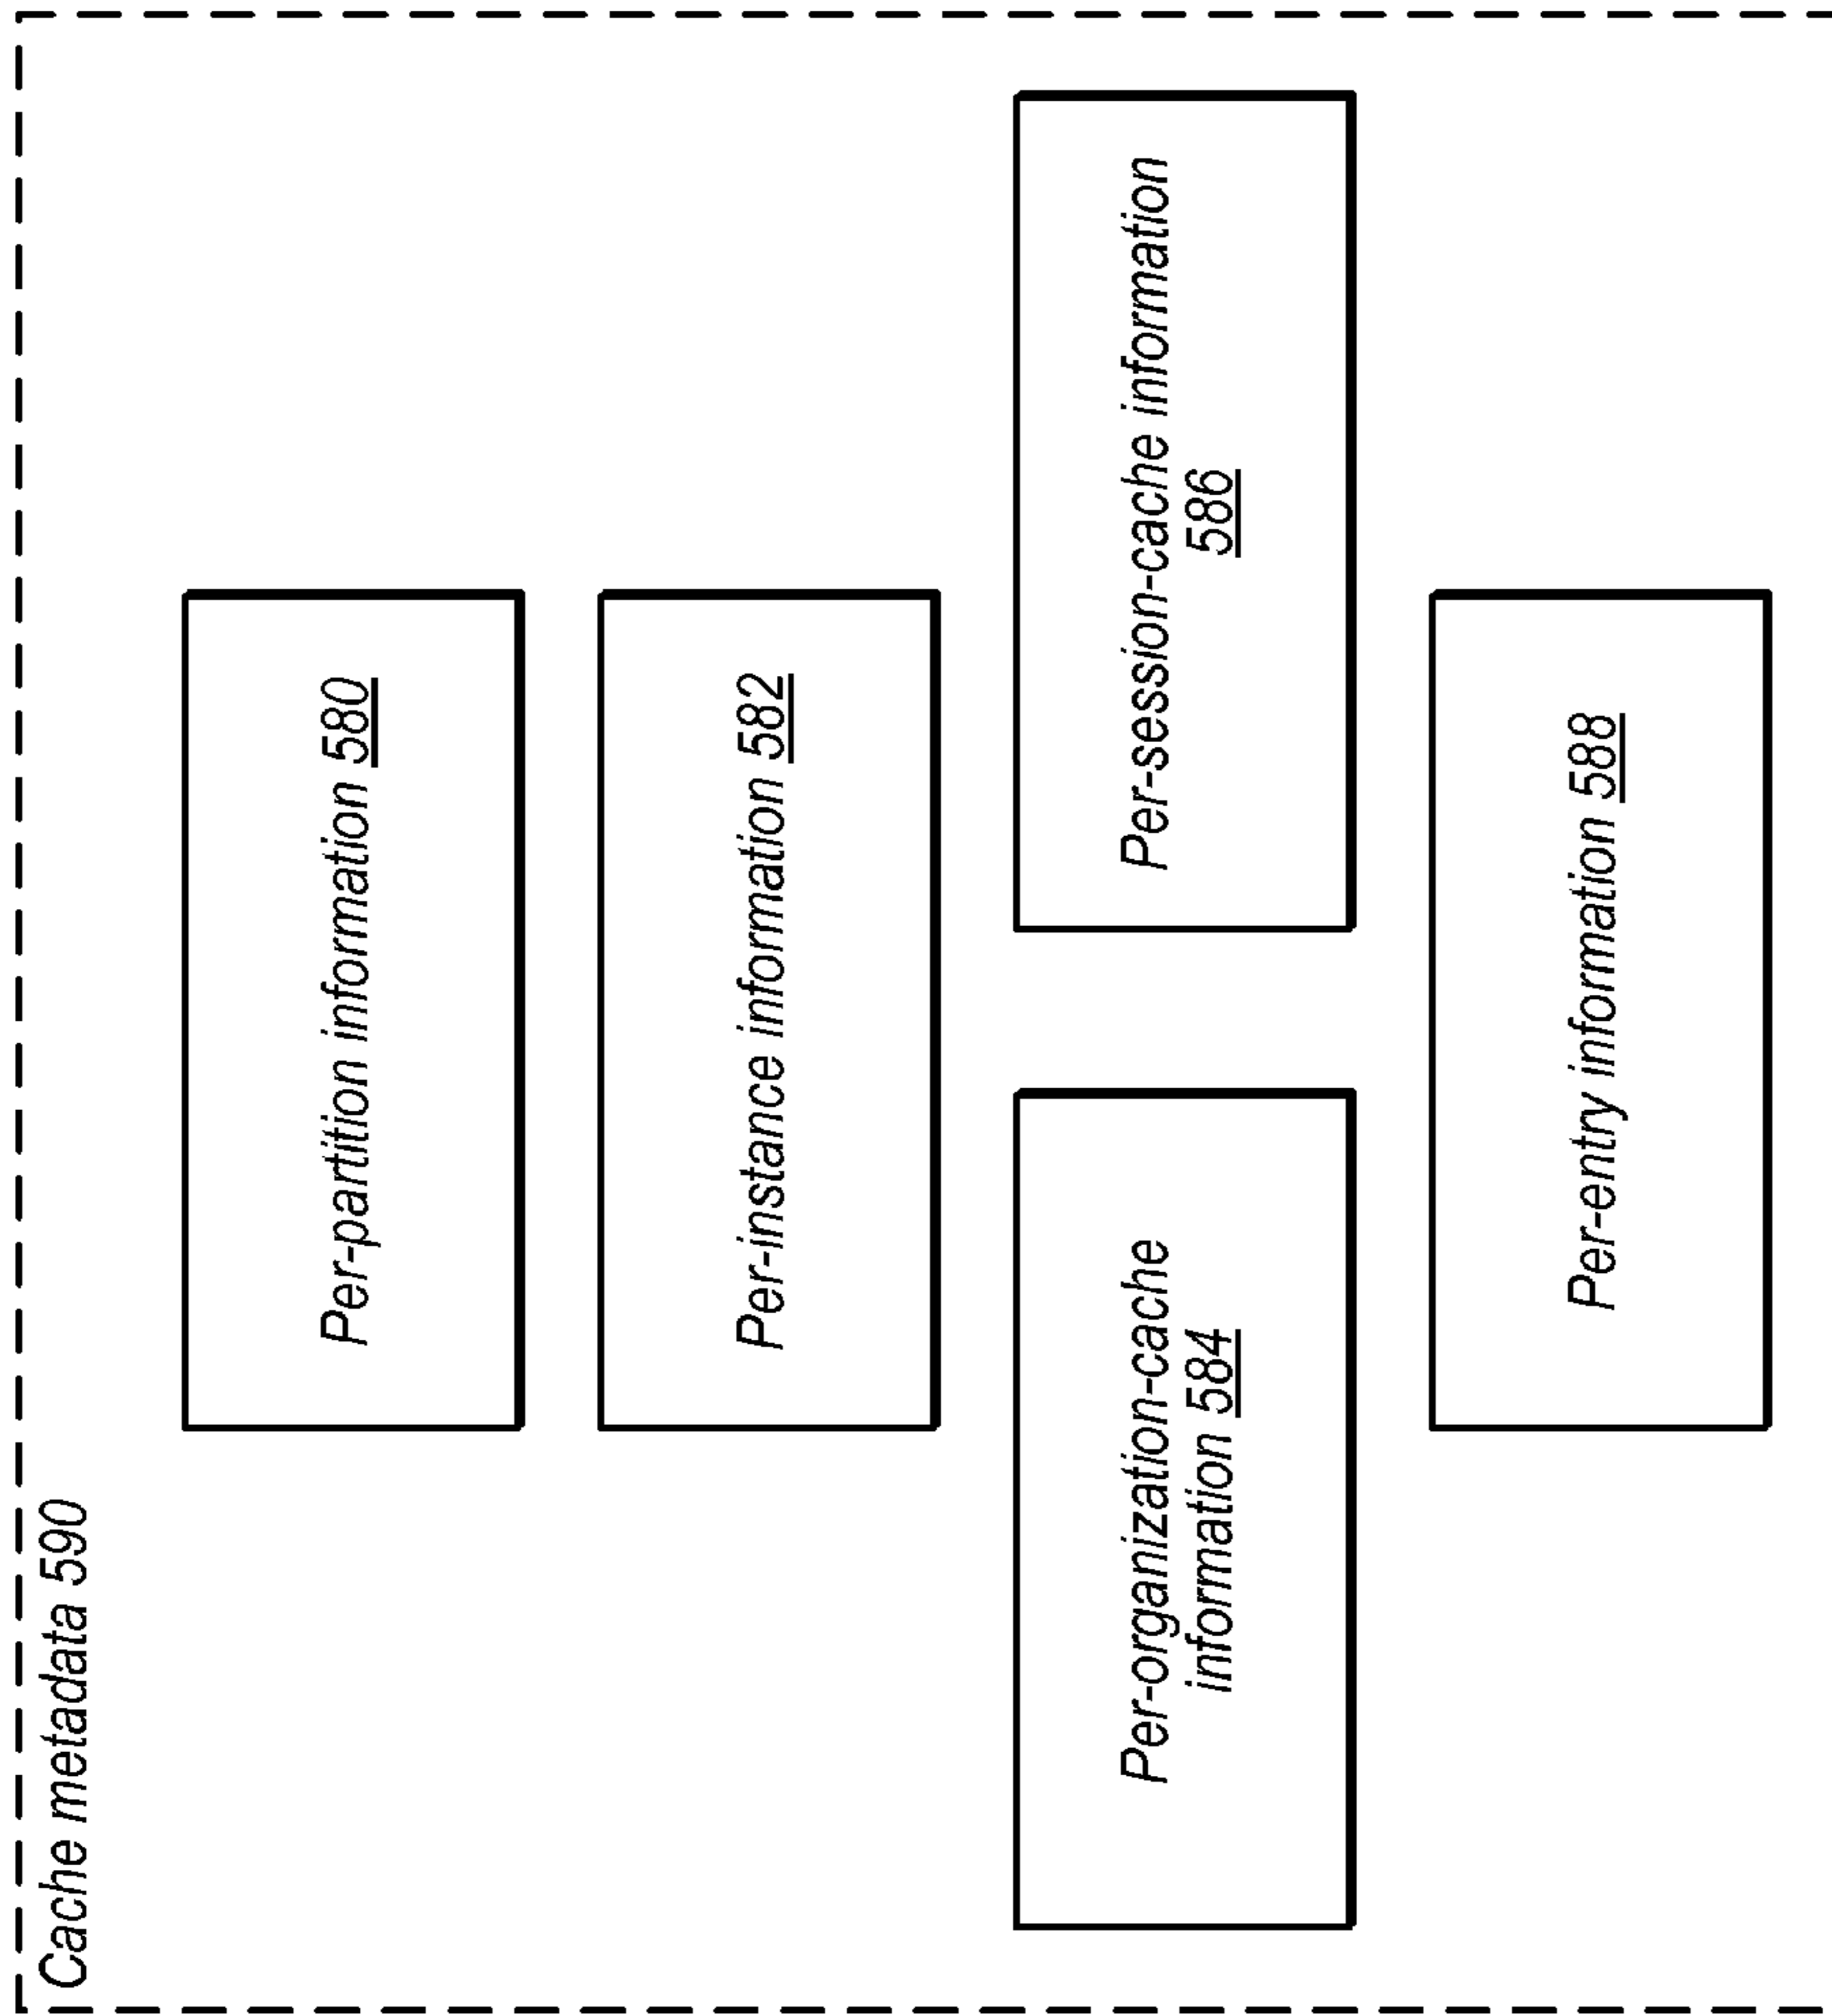 Cache metadata 590
Per-partition information 580
Per-instance information 582
Per-organization-cache
information 584
Per-session-cache information
586
Per-entry information 588